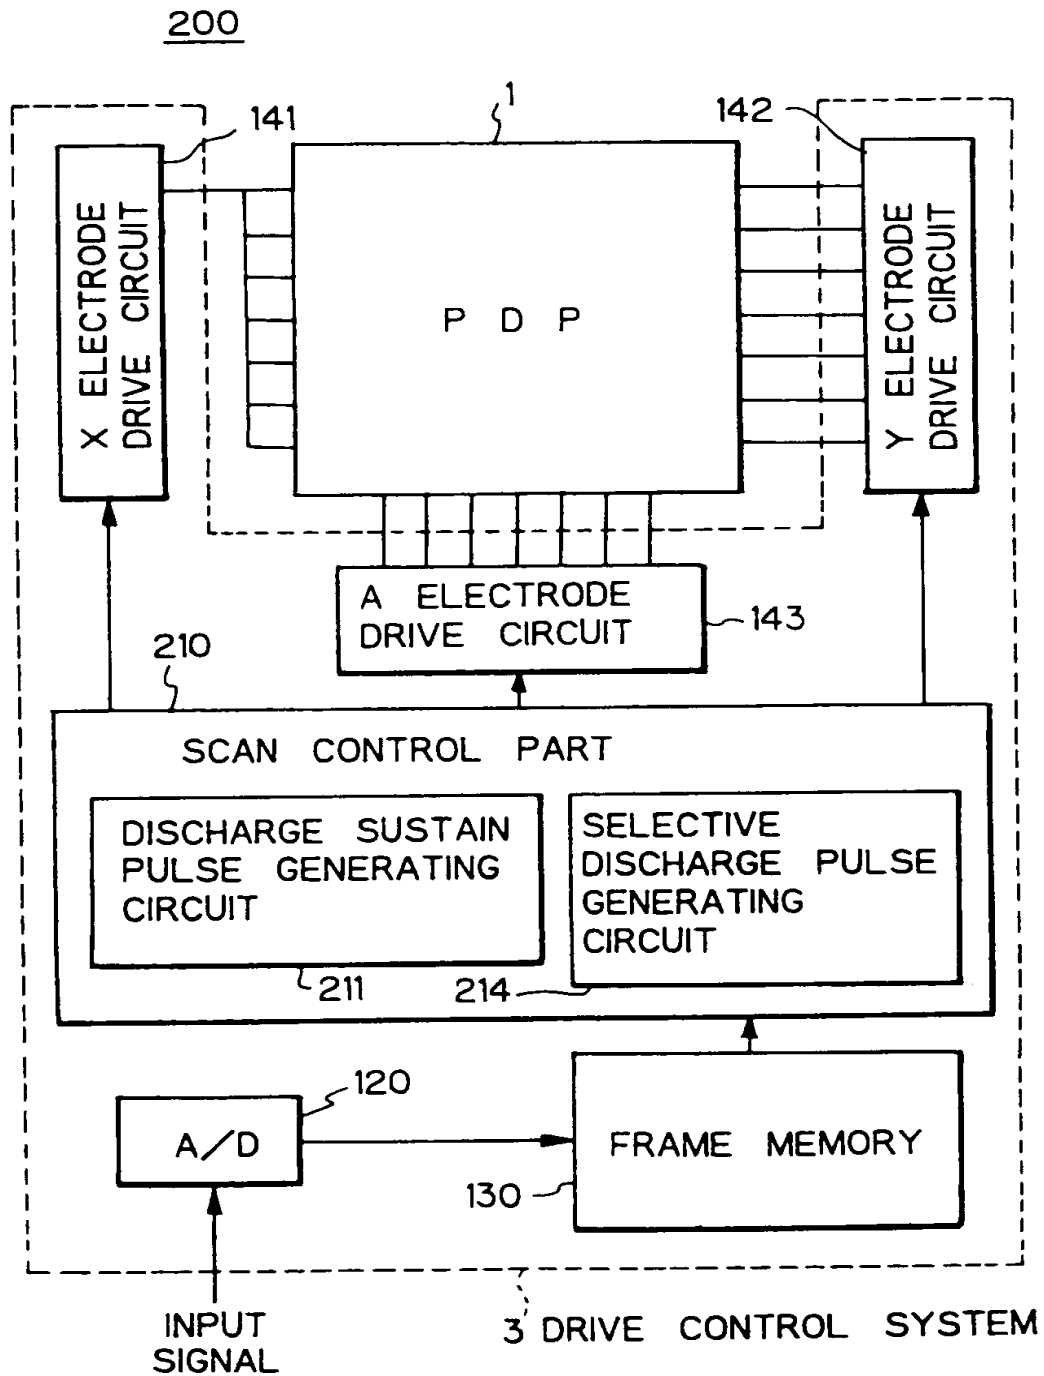 200
1
141
142
X ELECTRODE
DRIVE CIRCUIT
P D P
Y ELECTRODE
DRIVE CIRCUIT
A ELECTRODE
DRIVE CIRCUIT
143
210
SCAN CONTROL PART
DISCHARGE SUSTAIN
PULSE GENERATING
CIRCUIT
211
SELECTIVE
DISCHARGE PULSE
GENERATING
CIRCUIT
214
120
A/D
FRAME MEMORY
130
INPUT
SIGNAL
3 DRIVE CONTROL SYSTEM